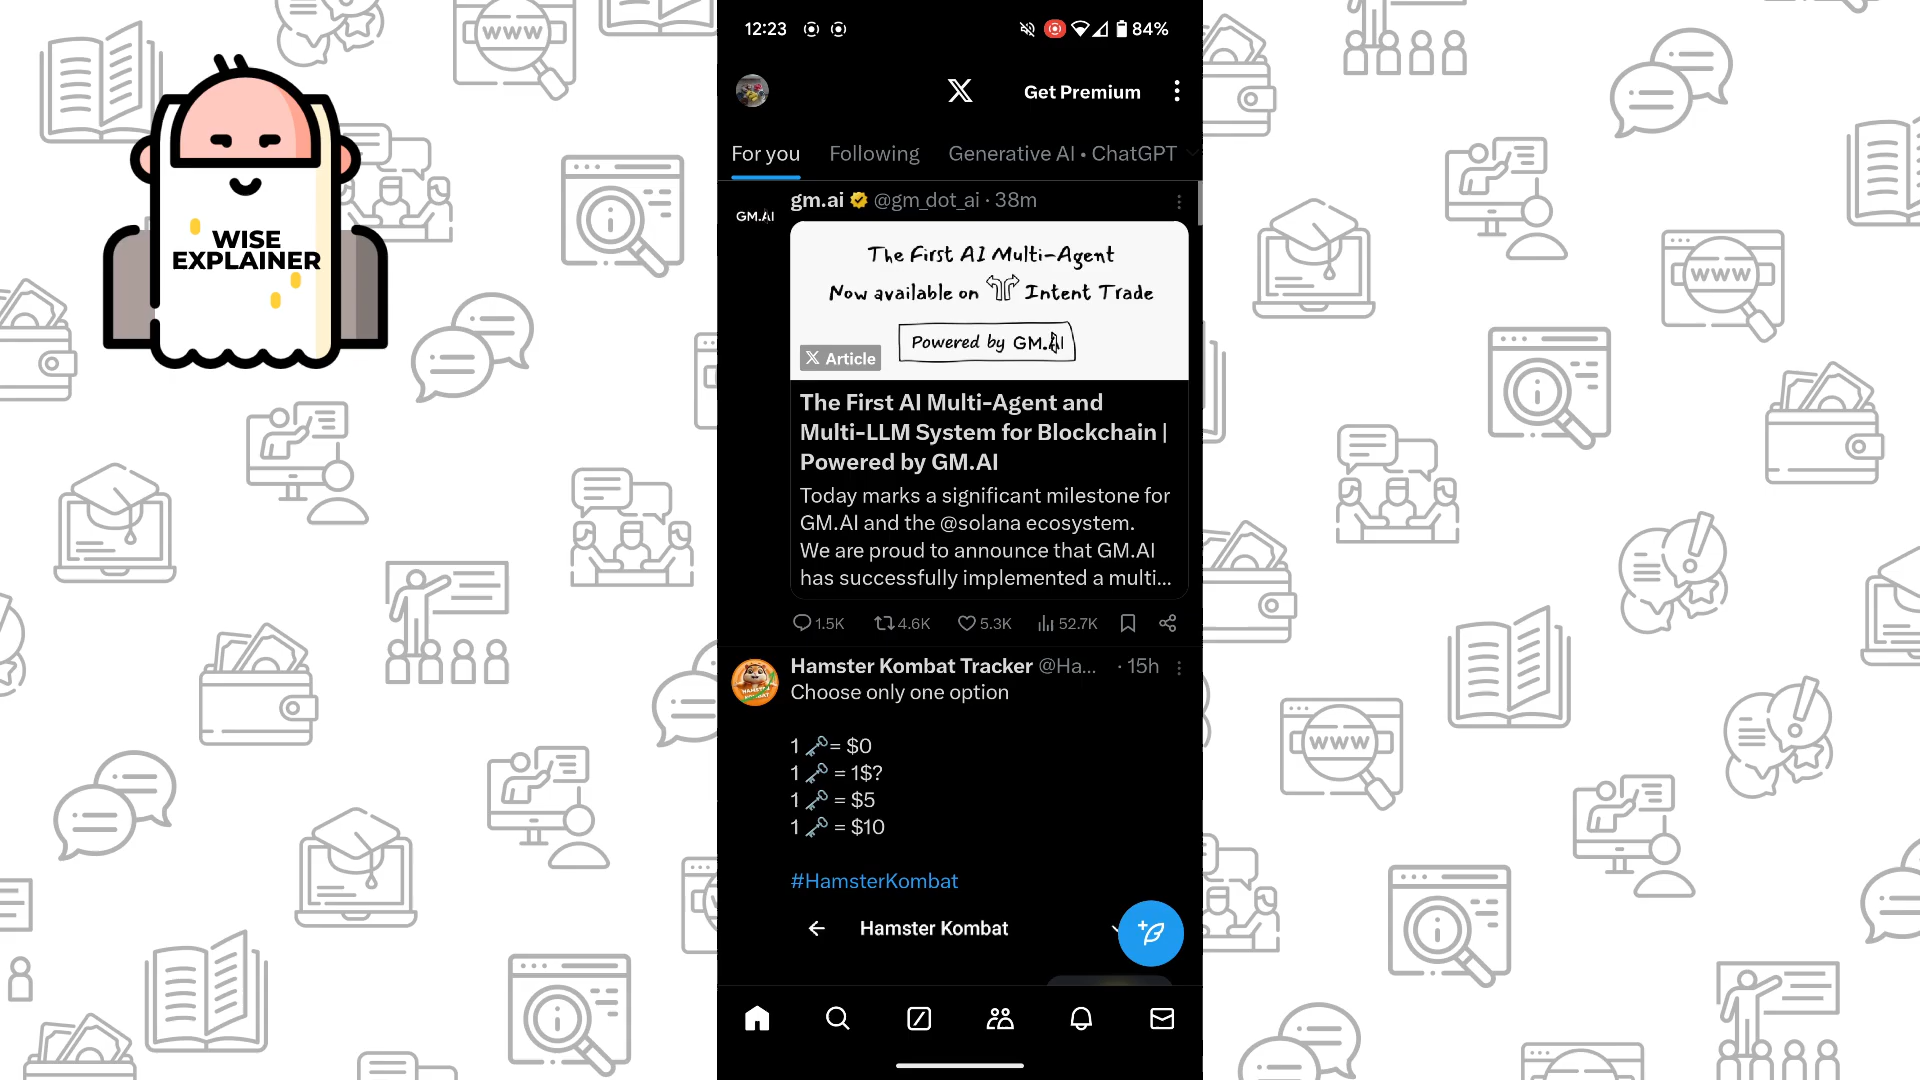 12:23
84%
Get Premium
For you
Following
Generative AI • ChatGPT
GM.AI
gm.ai @gm_dot_ai · 38m
The First AI Multi-Agent
Now available on Intent Trade
Powered by GM.AI
Article
The First AI Multi-Agent and
Multi-LLM System for Blockchain |
Powered by GM.AI
Today marks a significant milestone for
GM.AI and the @solana ecosystem.
We are proud to announce that GM.AI
has successfully implemented a multi...
1.5K
4.6K
5.3K
52.7K
Hamster Kombat Tracker @Ha... · 15h
Choose only one option
1 🗝= $0
1 🗝 = 1$?
1 🗝 = $5
1 🗝 = $10
#HamsterKombat
Hamster Kombat
WISE
EXPLAINER
WWW
WWW
WWW